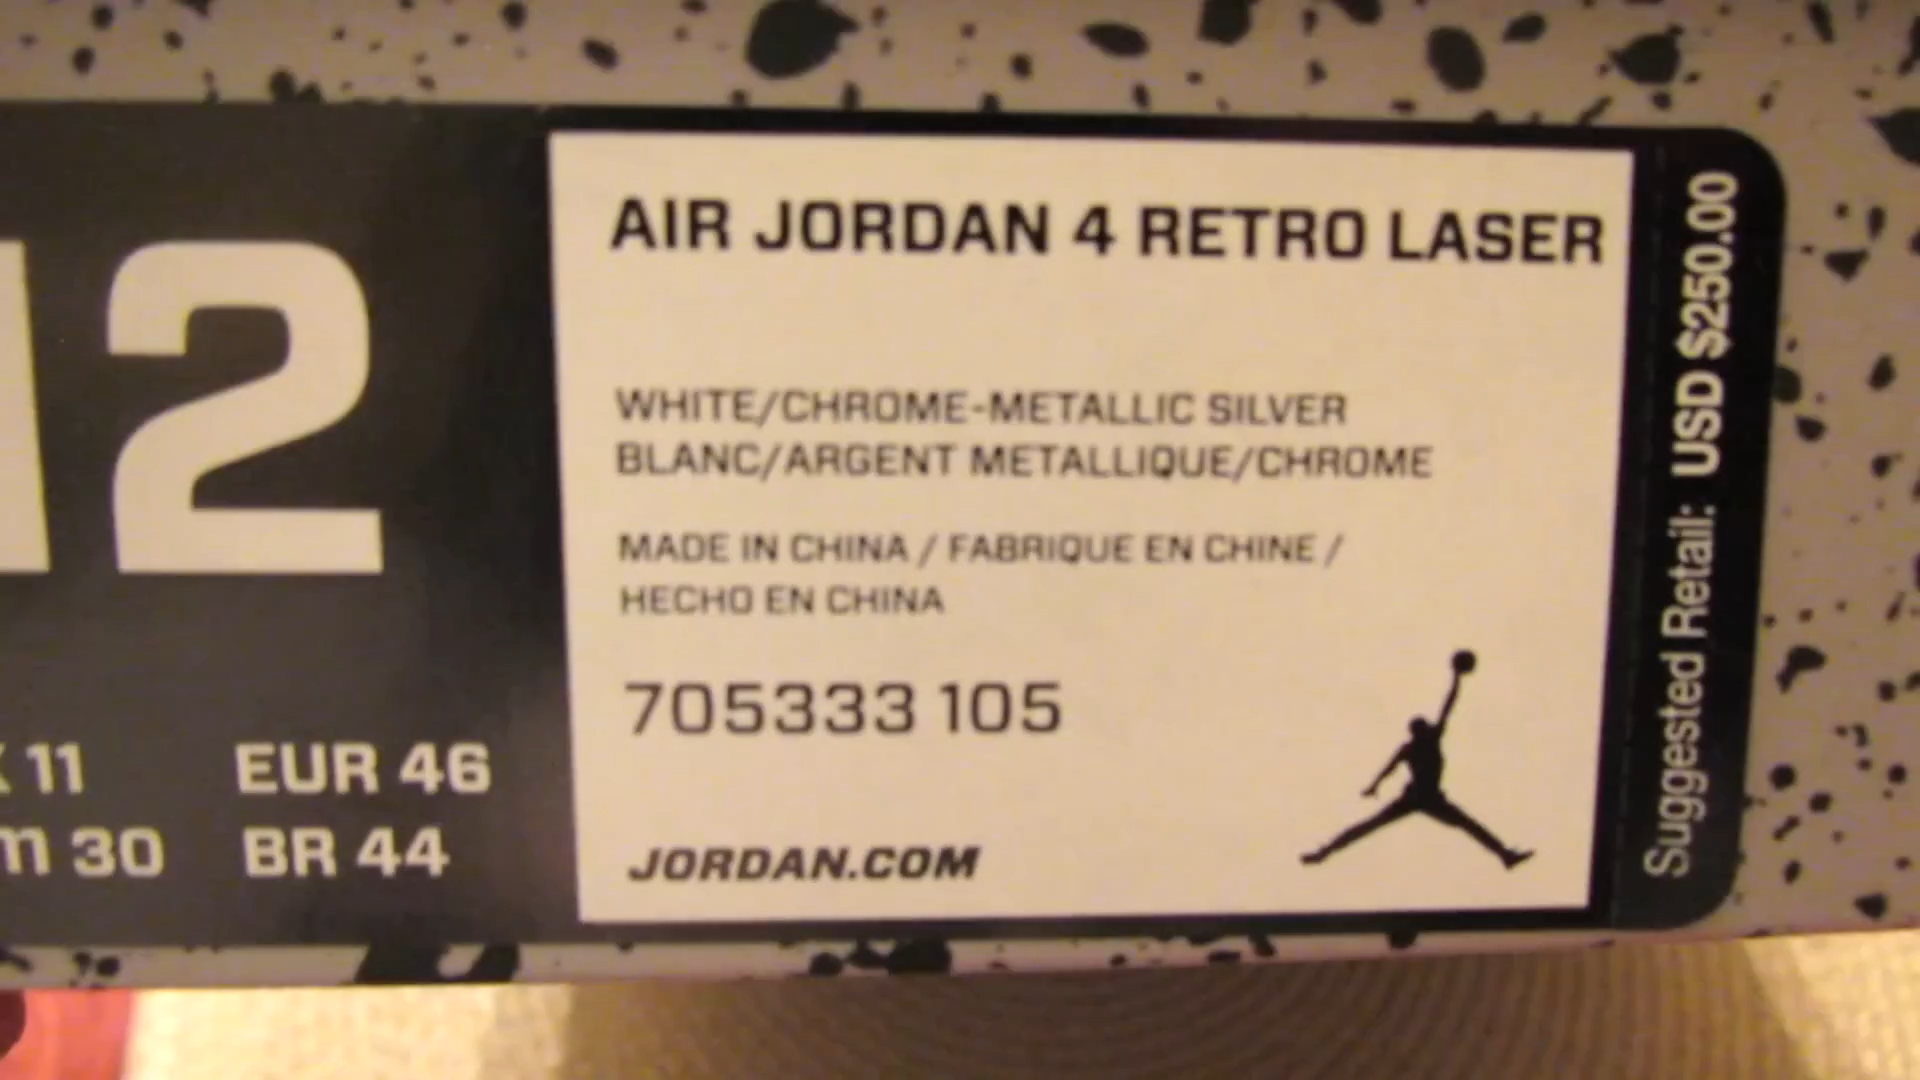 12
11 EUR 46
30 BR 44
AIR JORDAN 4 RETRO LASER
WHITE/CHROME-METALLIC SILVER
BLANC/ARGENT METALLIQUE/CHROME
MADE IN CHINA / FABRIQUE EN CHINE /
HECHO EN CHINA
705333 105
JORDAN.COM
Suggested Retail: USD $250.00